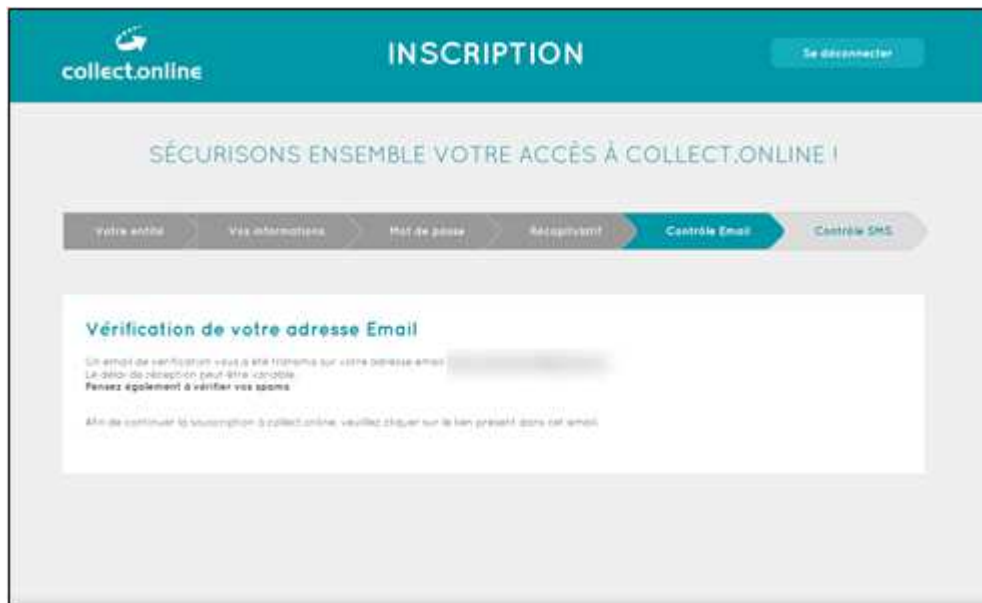 collect.online
INSCRIPTION
Se déconnecter
SÉCURISONS ENSEMBLE VOTRE ACCÈS À COLLECT.ONLINE !
Votre entité
Vos informations
Mot de passe
Récapitulatif
Contrôle Email
Contrôle SMS
Vérification de votre adresse Email
Un email de vérification vous a été transmis sur votre adresse email
Le délai de réception peut être variable.
Pensez également à vérifier vos spams
Afin de continuer la souscription à collect.online, veuillez cliquer sur le lien présent dans cet email.